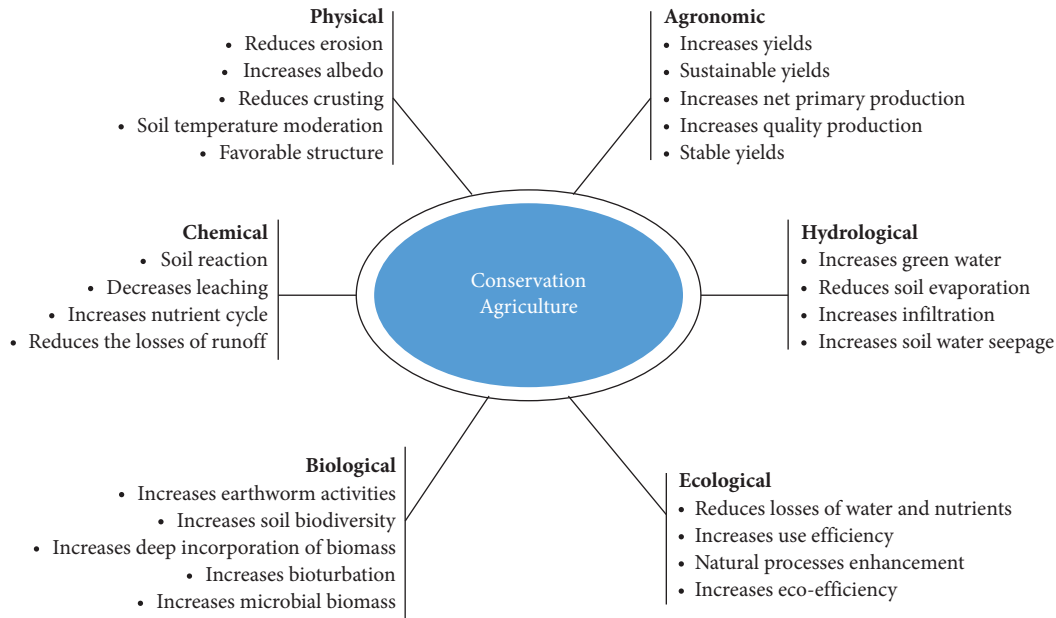 Physical
• Reduces erosion
• Increases albedo
• Reduces crusting
• Soil temperature moderation
• Favorable structure
Agronomic
• Increases yields
• Sustainable yields
• Increases net primary production
• Increases quality production
• Stable yields
Chemical
• Soil reaction
• Decreases leaching
• Increases nutrient cycle
• Reduces the losses of runoff
Conservation
Agriculture
Hydrological
• Increases green water
• Reduces soil evaporation
• Increases infiltration
• Increases soil water seepage
Biological
• Increases earthworm activities
• Increases soil biodiversity
• Increases deep incorporation of biomass
• Increases bioturbation
• Increases microbial biomass
Ecological
• Reduces losses of water and nutrients
• Increases use efficiency
• Natural processes enhancement
• Increases eco-efficiency